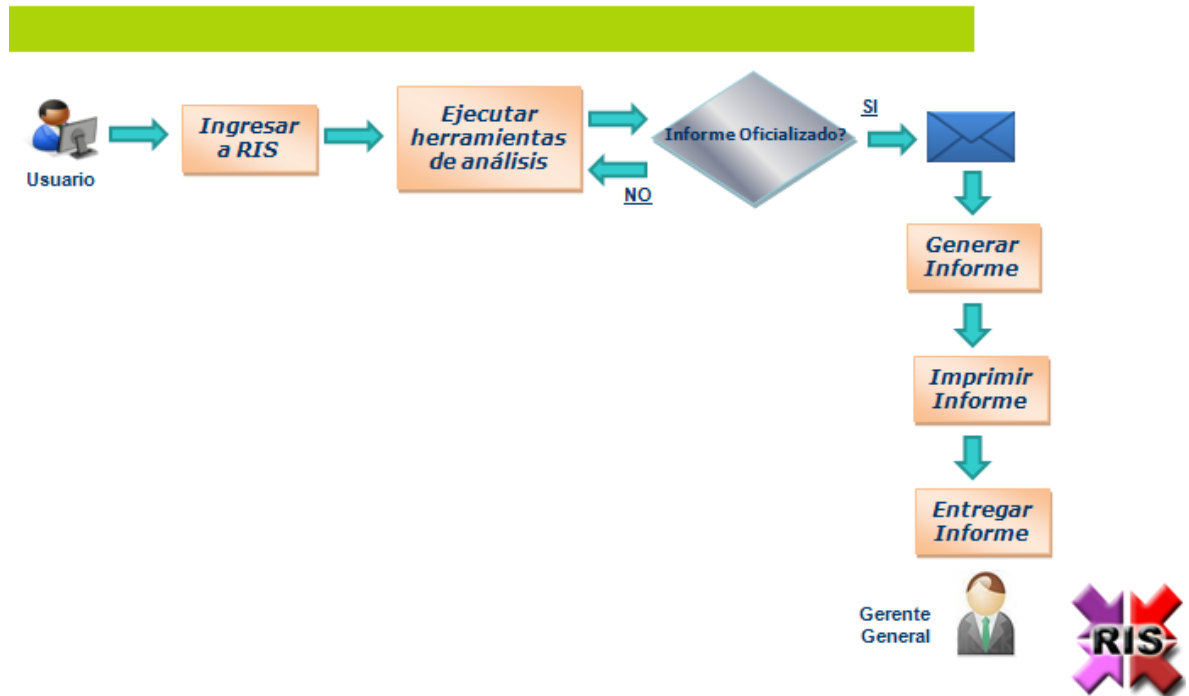 Usuario
Ingresar
a RIS
Ejecutar
herramientas
de análisis
Informe Oficializado?
SI
NO
Generar
Informe
Imprimir
Informe
Entregar
Informe
Gerente
General
RIS